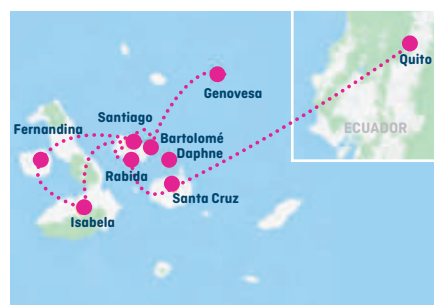 Quito
Genovesa
Santiago
Fernandina
Bartolomé
ECUADOR
Daphne
Rabida
Santa Cruz
Isabela